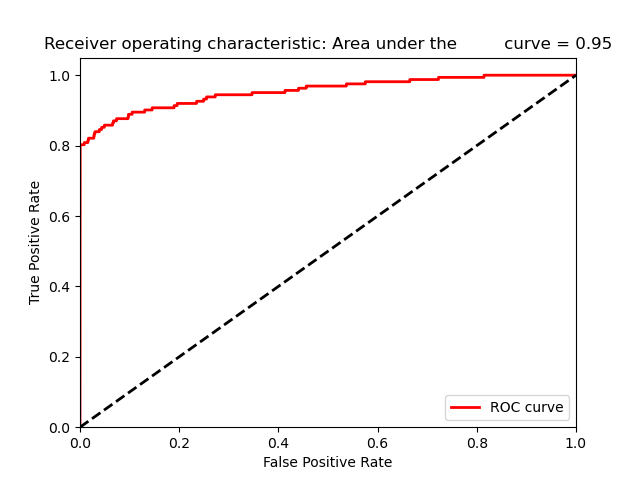 Receiver operating characteristic: Area under the curve = 0.95
1.0
0.8
0.6
0.4
0.2
0.0
True Positive Rate
ROC curve
0.0 0.2 0.4 0.6 0.8 1.0
False Positive Rate